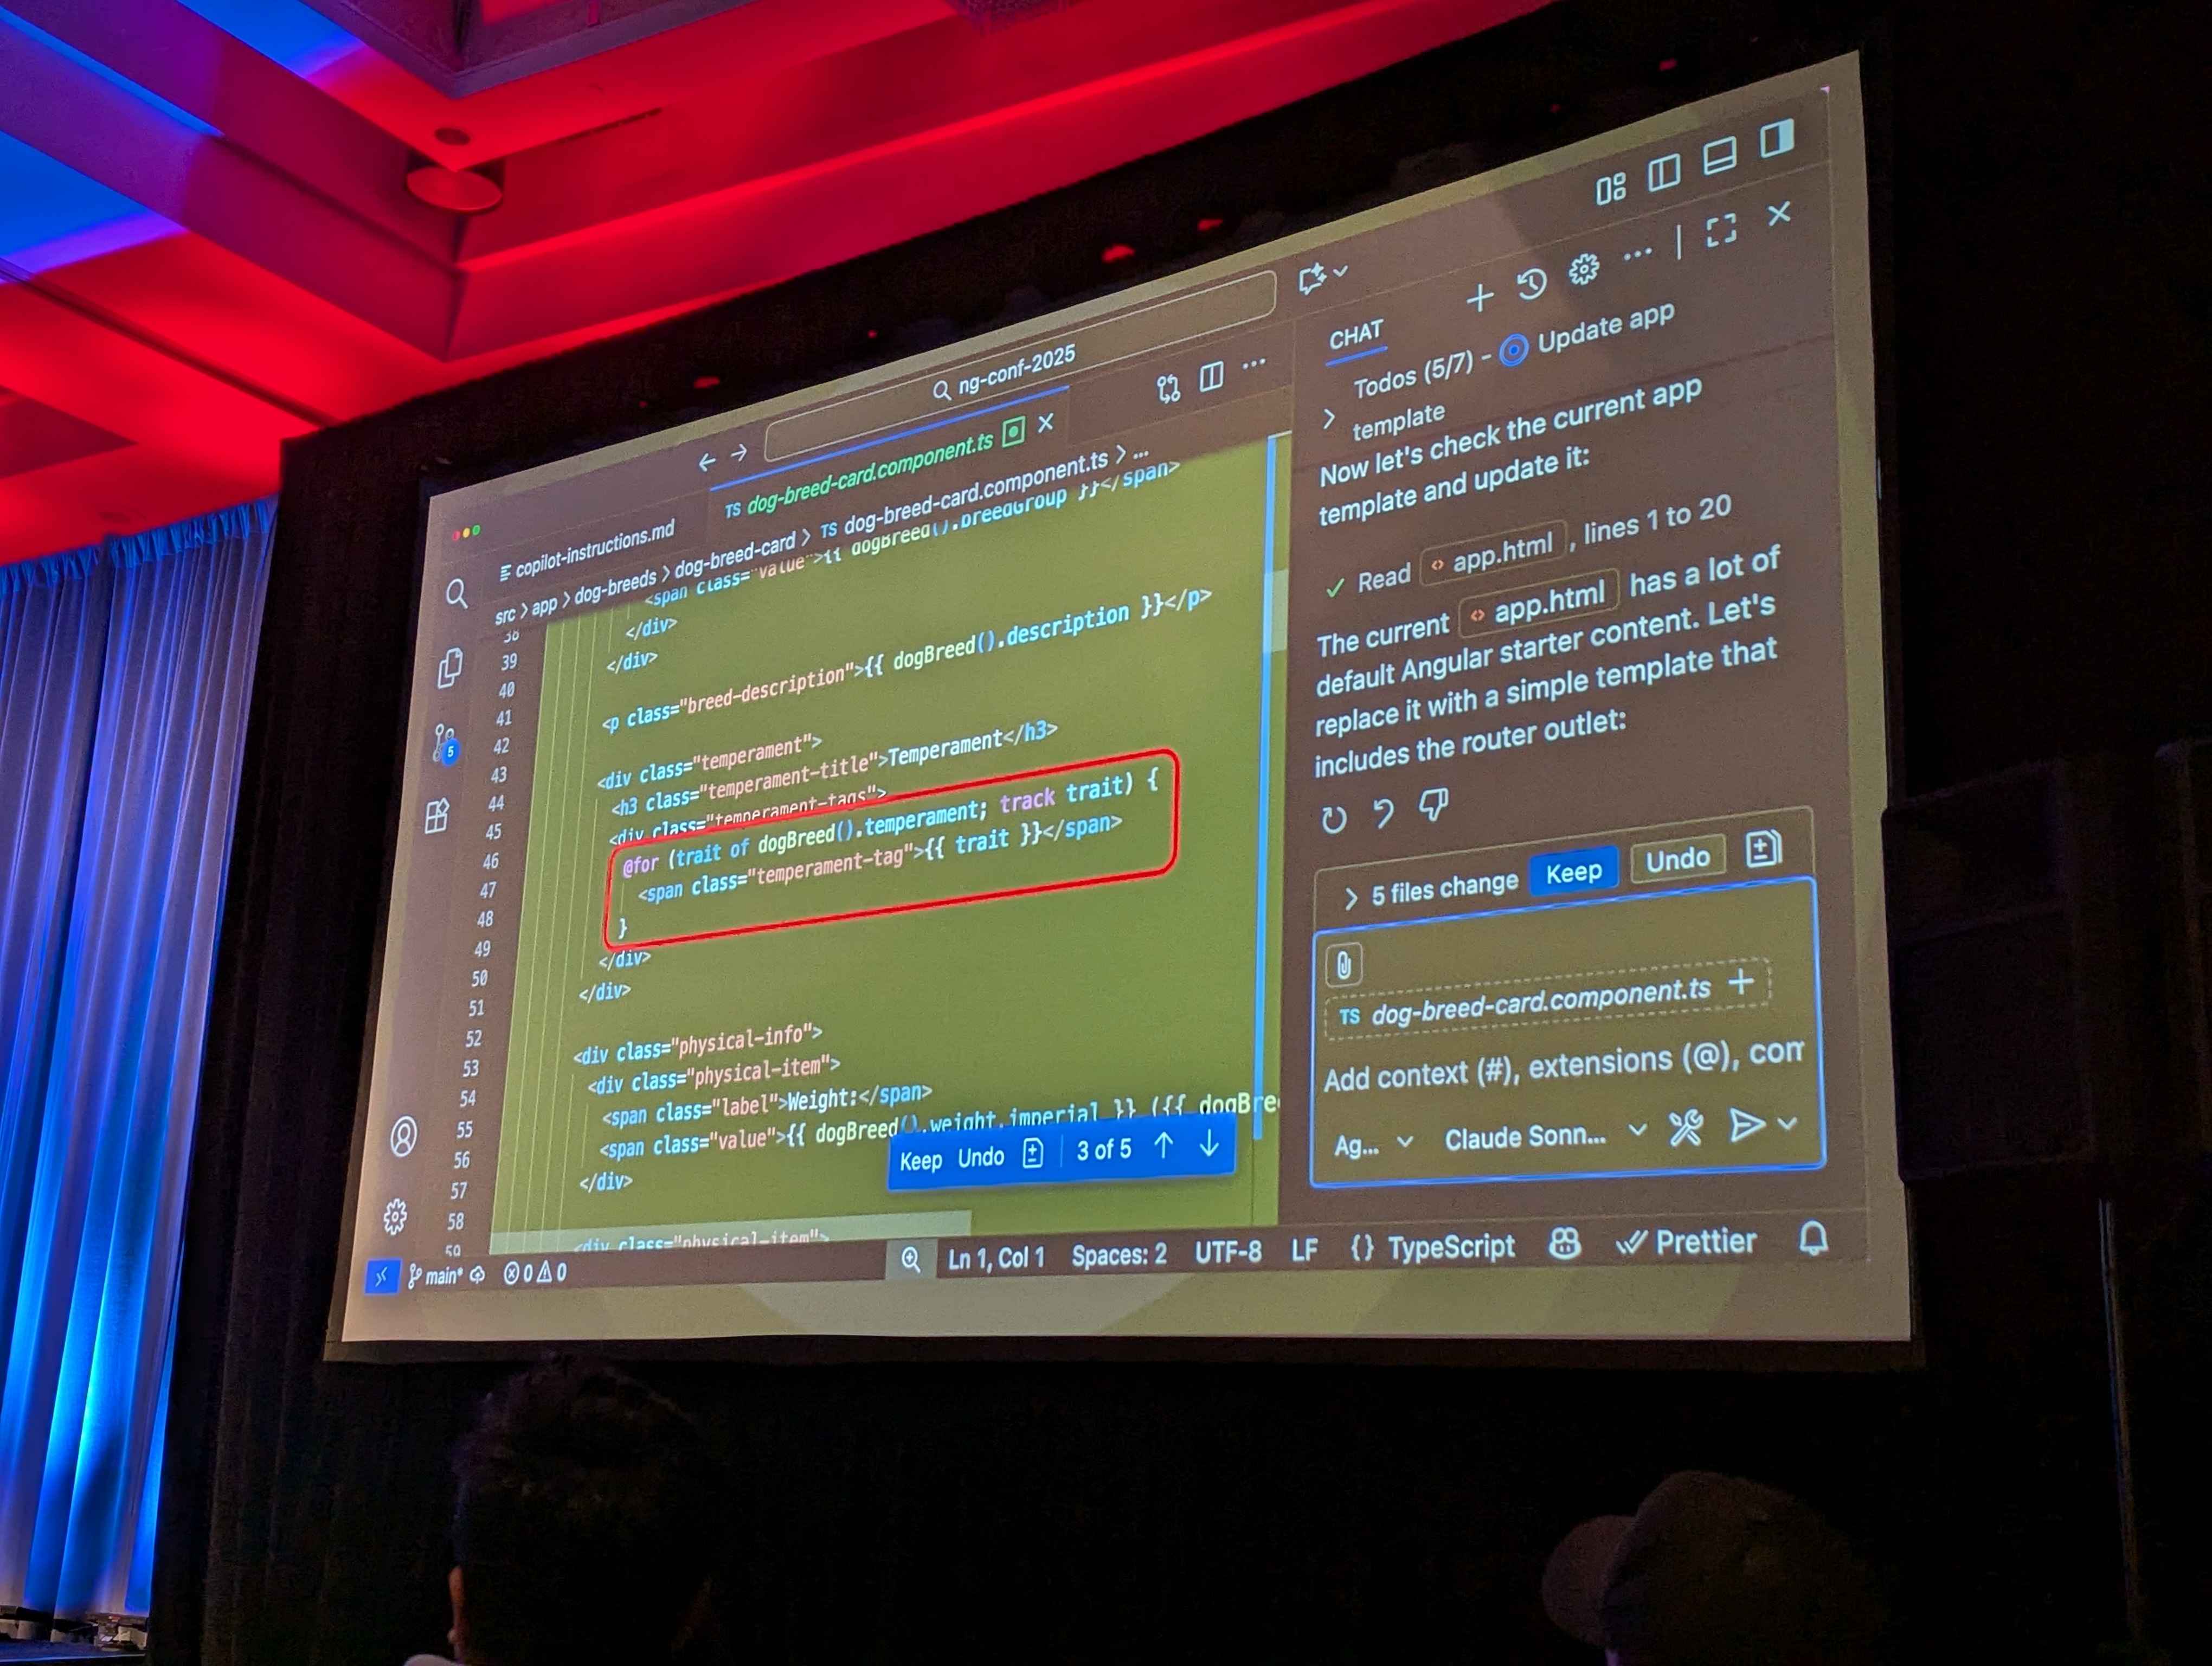 ng-conf-2025
copilot-instructions.md
TS dog-breed-card.component.ts
src > app > dog-breeds > dog-breed-card > TS dog-breed-card.component.ts > ...
38 <span class="value">{{ dogBreed().breedGroup }}</span>
39 </div>
40 </div>
41
42 <p class="breed-description">{{ dogBreed().description }}</p>
43
44 <div class="temperament">
45 <h3 class="temperament-title">Temperament</h3>
46 <div class="temperament-tags">
47 @for (trait of dogBreed().temperament; track trait) {
48 <span class="temperament-tag">{{ trait }}</span>
49 }
50 </div>
51 </div>
52
53 <div class="physical-info">
54 <div class="physical-item">
55 <span class="label">Weight:</span>
56 <span class="value">{{ dogBreed().weight.imperial }} ({{ dogBre
57 </div>
58
59 <div class="physical-item">
Keep Undo 3 of 5
5
main* 0 0
Ln 1, Col 1 Spaces: 2 UTF-8 LF {} TypeScript Prettier
CHAT
Todos (5/7) - Update app
template
Now let's check the current app
template and update it:
Read app.html , lines 1 to 20
The current app.html has a lot of
default Angular starter content. Let's
replace it with a simple template that
includes the router outlet:
5 files change Keep Undo
TS dog-breed-card.component.ts +
Add context (#), extensions (@), com
Ag... Claude Sonn...